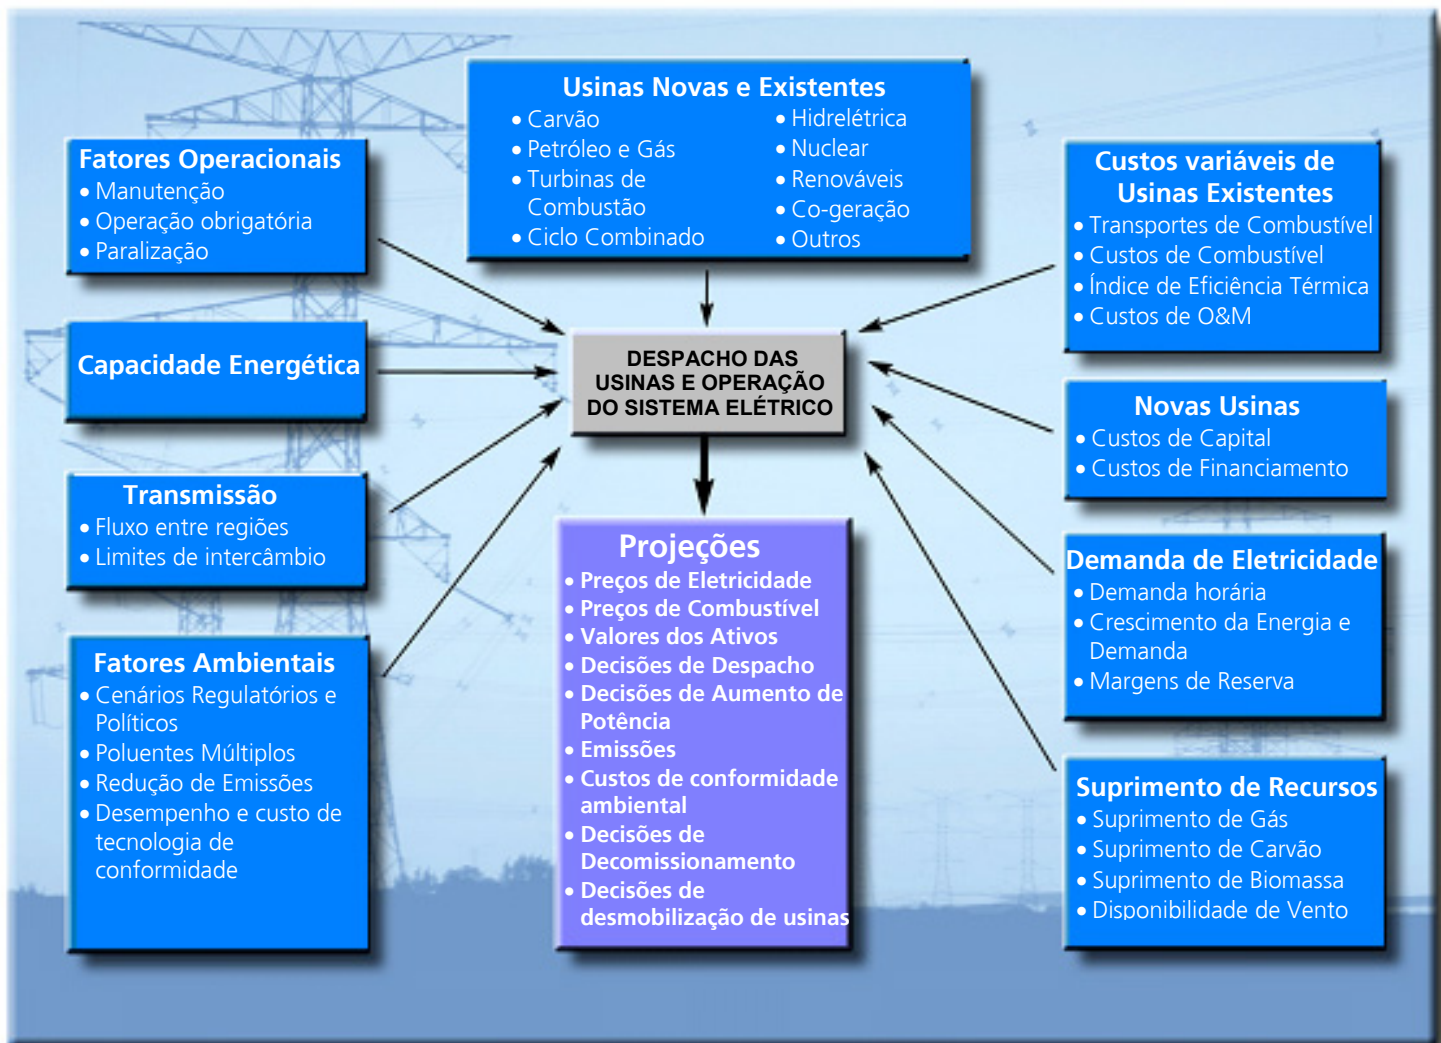 Usinas Novas e Existentes
• Carvão
• Petróleo e Gás
• Turbinas de
Combustão
• Ciclo Combinado
• Hidrelétrica
• Nuclear
• Renováveis
• Co-geração
• Outros
Fatores Operacionais
• Manutenção
• Operação obrigatória
• Paralização
Capacidade Energética
Transmissão
• Fluxo entre regiões
• Limites de intercâmbio
Fatores Ambientais
• Cenários Regulatórios e
Políticos
• Poluentes Múltiplos
• Redução de Emissões
• Desempenho e custo de
tecnologia de
conformidade
DESPACHO DAS
USINAS E OPERAÇÃO
DO SISTEMA ELÉTRICO
Projeções
• Preços de Eletricidade
• Preços de Combustível
• Valores dos Ativos
• Decisões de Despacho
• Decisões de Aumento de
Potência
• Emissões
• Custos de conformidade
ambiental
• Decisões de
Decomissionamento
• Decisões de
desmobilização de usinas
Custos variáveis de
Usinas Existentes
• Transportes de Combustível
• Custos de Combustível
• Índice de Eficiência Térmica
• Custos de O&M
Novas Usinas
• Custos de Capital
• Custos de Financiamento
Demanda de Eletricidade
• Demanda horária
• Crescimento da Energia e
Demanda
• Margens de Reserva
Suprimento de Recursos
• Suprimento de Gás
• Suprimento de Carvão
• Suprimento de Biomassa
• Disponibilidade de Vento